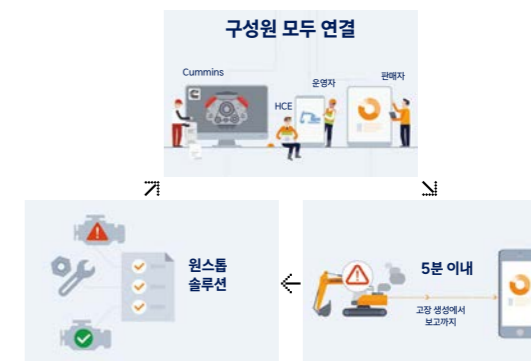 구성원 모두 연결
Cummins
HCE
운영자
판매자
원스톱
솔루션
5분 이내
고장 생성에서
보고까지